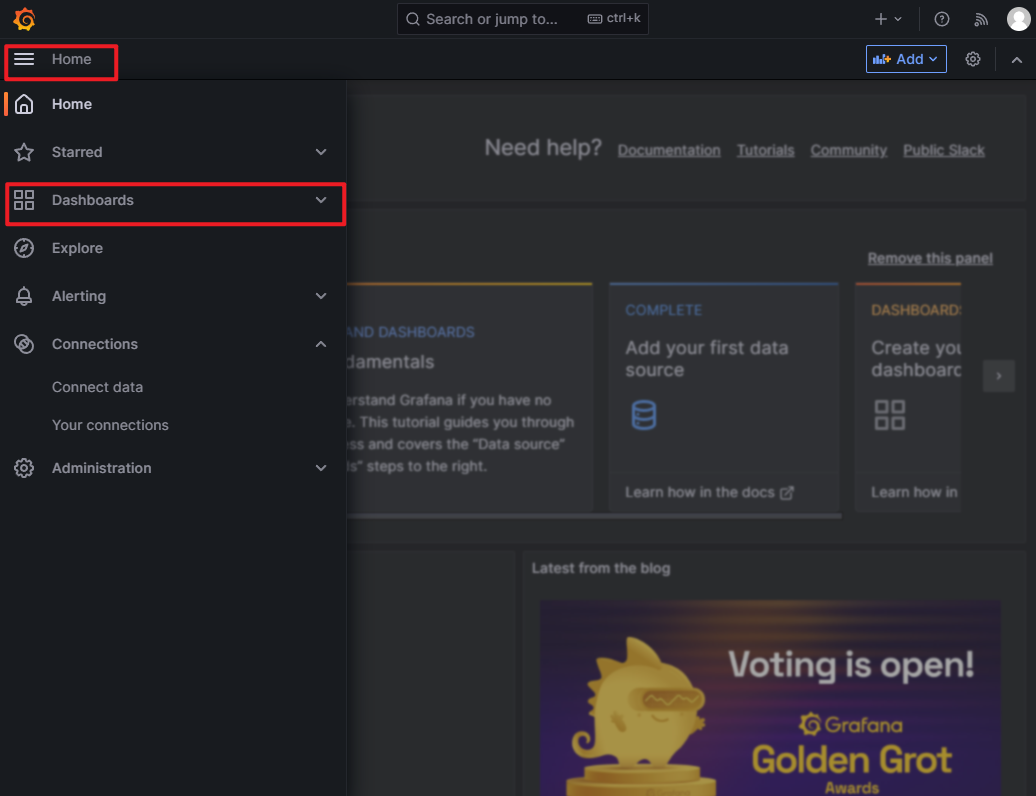 Search or jump to... ctrl+k
Home
Add
Home
Starred
Dashboards
Explore
Alerting
Connections
Connect data
Your connections
Administration
Need help? Documentation Tutorials Community Public Slack
Remove this panel
AND DASHBOARDS
damentals
erstand Grafana if you have no
e. This tutorial guides you through
ss and covers the "Data source"
ls" steps to the right.
COMPLETE
Add your first data
source
Learn how in the docs
DASHBOARDS
Create you
dashboard
Learn how in
Latest from the blog
Voting is open!
Grafana
Golden Grot
Awards